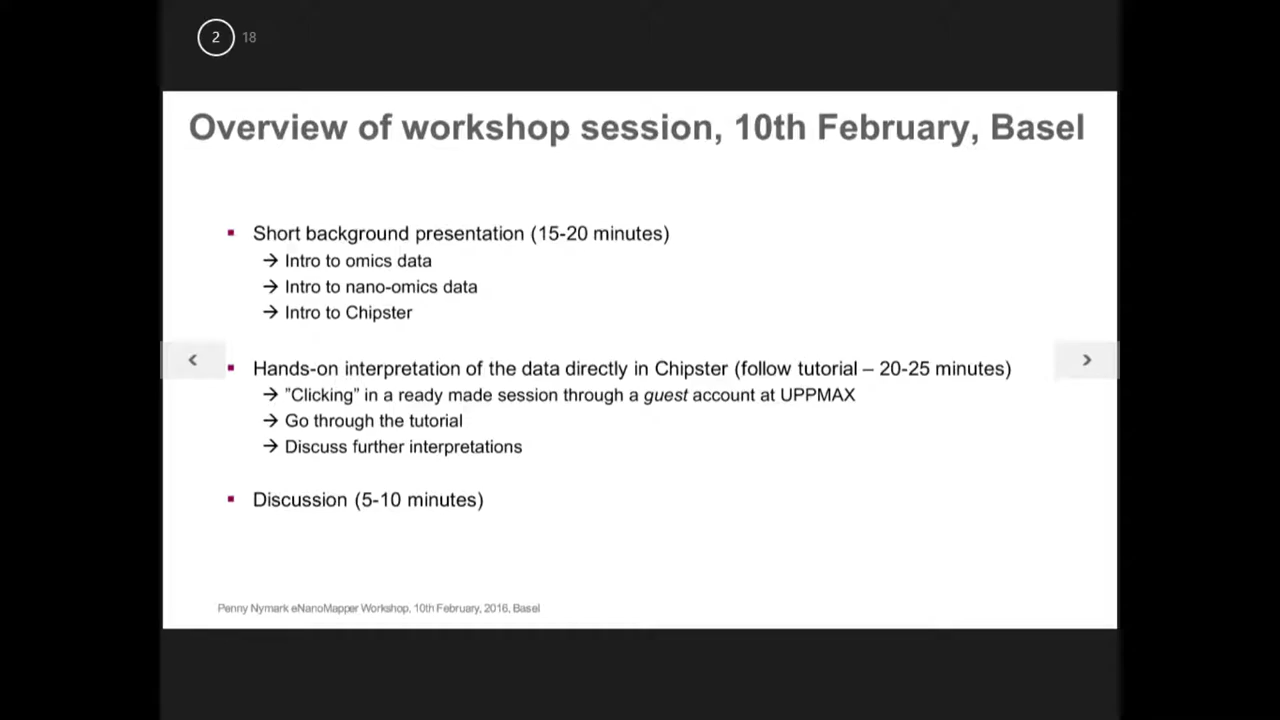 2 18
Overview of workshop session, 10th February, Basel
▪ Short background presentation (15-20 minutes)
→ Intro to omics data
→ Intro to nano-omics data
→ Intro to Chipster
▪ Hands-on interpretation of the data directly in Chipster (follow tutorial – 20-25 minutes)
→ ”Clicking” in a ready made session through a guest account at UPPMAX
→ Go through the tutorial
→ Discuss further interpretations
▪ Discussion (5-10 minutes)
Penny Nymark eNanoMapper Workshop, 10th February, 2016, Basel